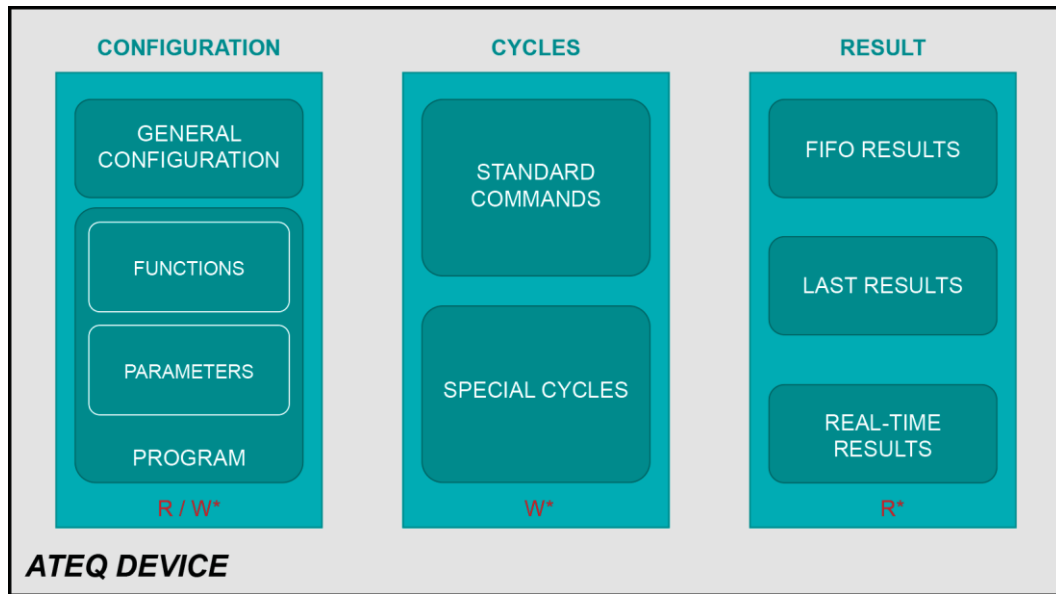 CONFIGURATION
GENERAL
CONFIGURATION
FUNCTIONS
PARAMETERS
PROGRAM
R / W*
CYCLES
STANDARD
COMMANDS
SPECIAL CYCLES
W*
RESULT
FIFO RESULTS
LAST RESULTS
REAL-TIME
RESULTS
R*
ATEQ DEVICE